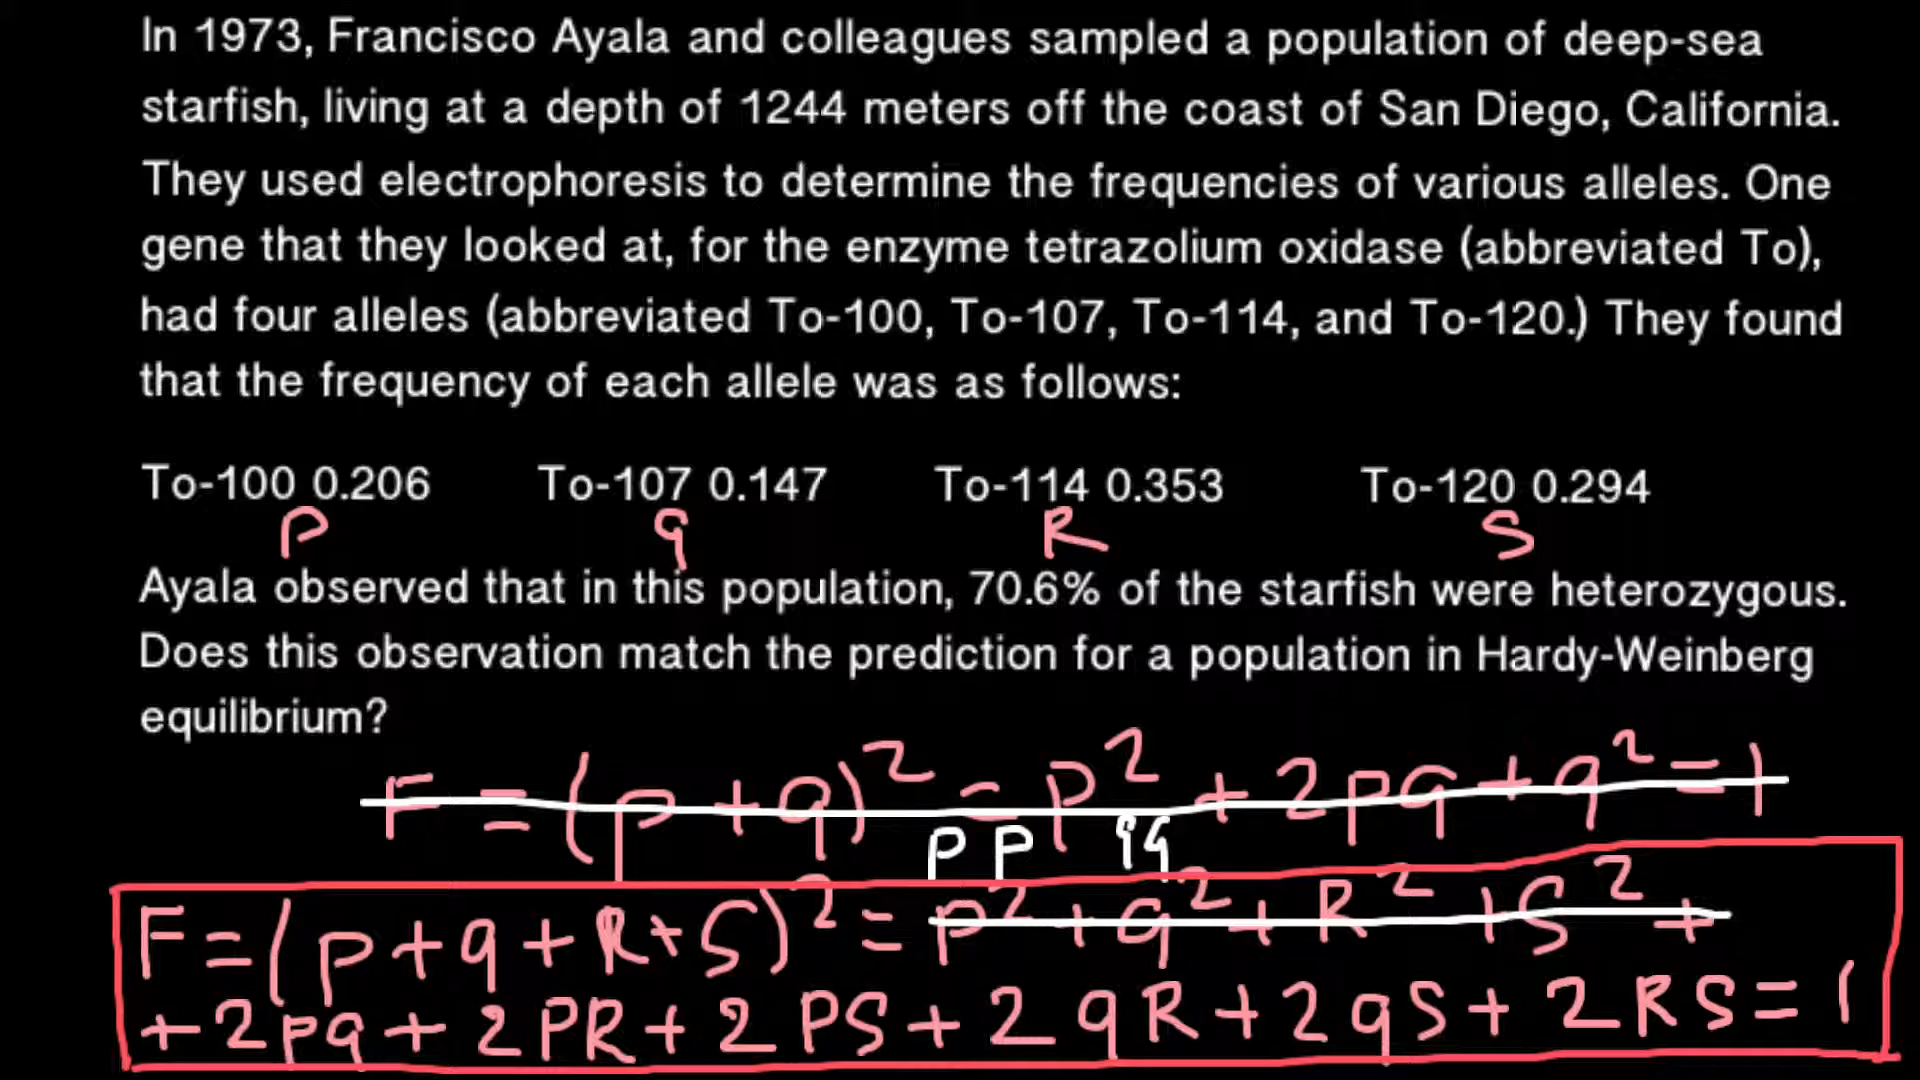 In 1973, Francisco Ayala and colleagues sampled a population of deep-sea
starfish, living at a depth of 1244 meters off the coast of San Diego, California.
They used electrophoresis to determine the frequencies of various alleles. One
gene that they looked at, for the enzyme tetrazolium oxidase (abbreviated To),
had four alleles (abbreviated To-100, To-107, To-114, and To-120.) They found
that the frequency of each allele was as follows:
To-100 0.206 To-107 0.147 To-114 0.353 To-120 0.294
P q R S
Ayala observed that in this population, 70.6% of the starfish were heterozygous.
Does this observation match the prediction for a population in Hardy-Weinberg
equilibrium?
F = (p + q)² = p² + 2pq + q² = 1
PP qq
F = (p + q + R + S)² = p² + q² + R² + S² +
+ 2pq + 2PR + 2PS + 2qR + 2qS + 2RS = 1